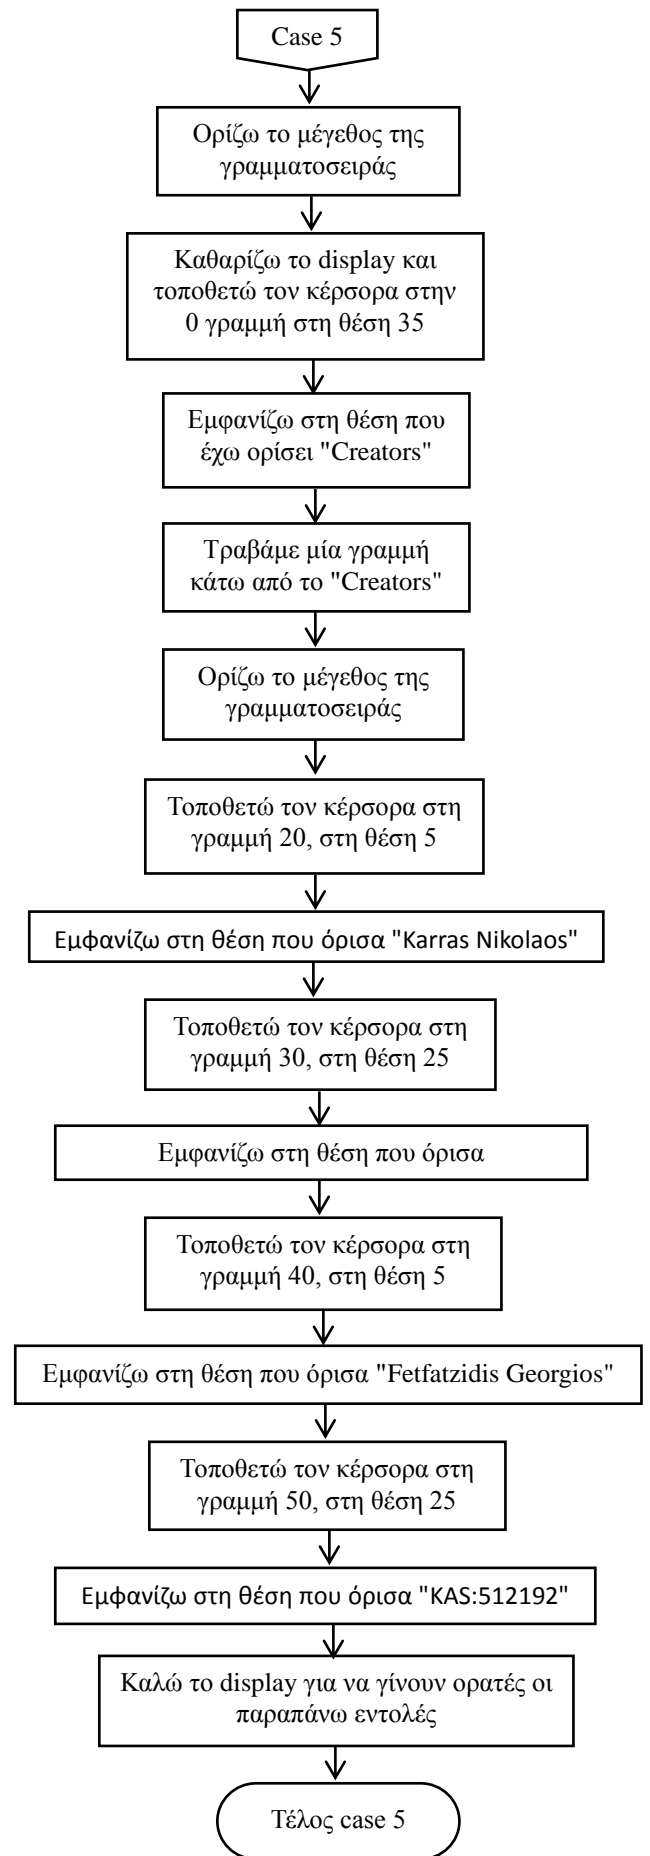 Case 5
Ορίζω το μέγεθος της
γραμματοσειράς
Καθαρίζω το display και
τοποθετώ τον κέρσορα στην
0 γραμμή στη θέση 35
Εμφανίζω στη θέση που
έχω ορίσει "Creators"
Τραβάμε μία γραμμή
κάτω από το "Creators"
Ορίζω το μέγεθος της
γραμματοσειράς
Τοποθετώ τον κέρσορα στη
γραμμή 20, στη θέση 5
Εμφανίζω στη θέση που όρισα "Karras Nikolaos"
Τοποθετώ τον κέρσορα στη
γραμμή 30, στη θέση 25
Εμφανίζω στη θέση που όρισα
Τοποθετώ τον κέρσορα στη
γραμμή 40, στη θέση 5
Εμφανίζω στη θέση που όρισα "Fetfatzidis Georgios"
Τοποθετώ τον κέρσορα στη
γραμμή 50, στη θέση 25
Εμφανίζω στη θέση που όρισα "KAS:512192"
Καλώ το display για να γίνουν ορατές οι
παραπάνω εντολές
Τέλος case 5